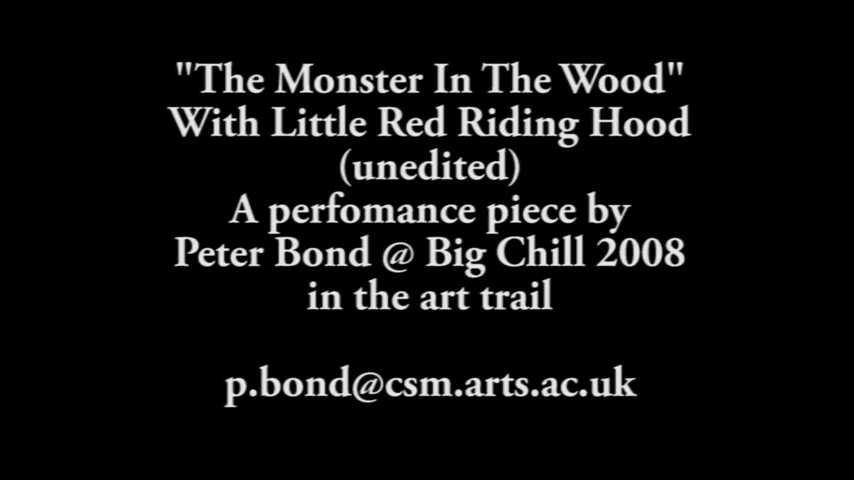 "The Monster In The Wood"
With Little Red Riding Hood
(unedited)
A perfomance piece by
Peter Bond @ Big Chill 2008
in the art trail
p.bond@csm.arts.ac.uk